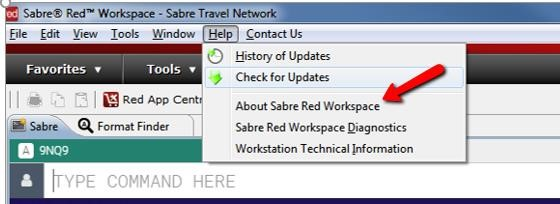 Sabre® Red™ Workspace - Sabre Travel Network
File Edit View Tools Window Help Contact Us
History of Updates
Favorites ▾ Tools
Check for Updates
Red App Centr
About Sabre Red Workspace
Sabre Format Finder
Sabre Red Workspace Diagnostics
A 9NQ9
Workstation Technical Information
TYPE COMMAND HERE